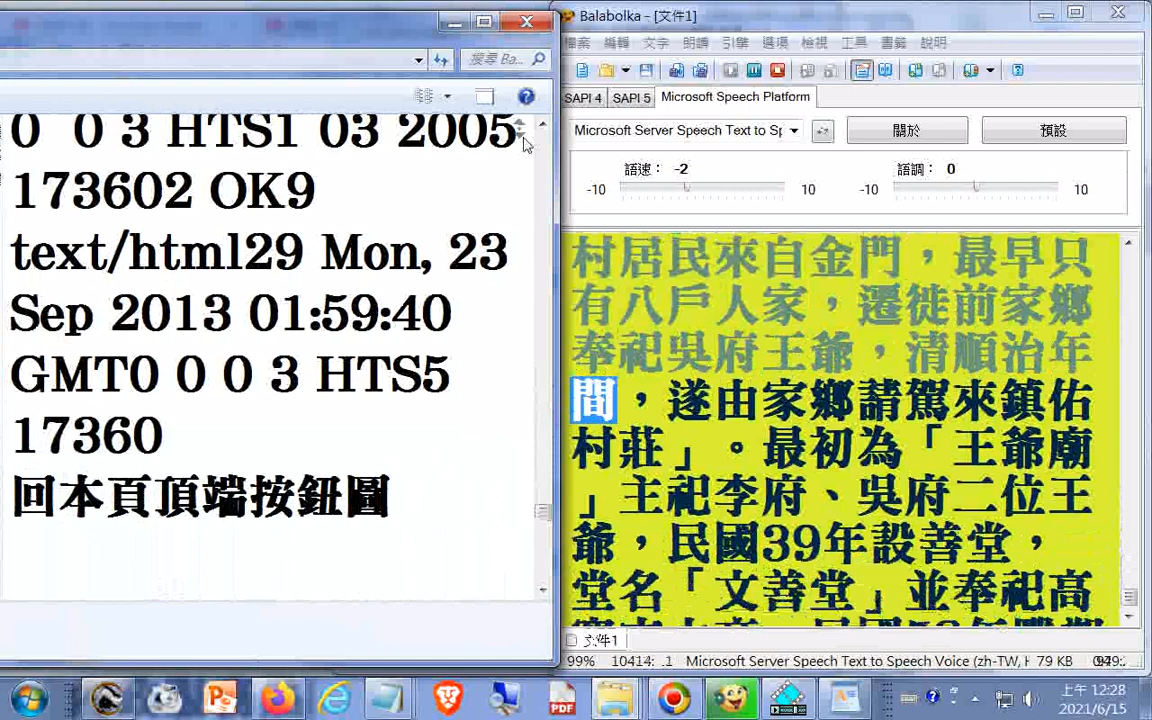 搜尋 Ba...
0 0 3 HTS1 03 2005
173602 OK9
text/html29 Mon, 23
Sep 2013 01:59:40
GMT0 0 0 3 HTS5
17360
回本頁頂端按鈕圖
Balabolka - [文件1]
檔案 編輯 文字 朗讀 引擎 選項 檢視 工具 書籤 說明
SAPI 4 SAPI 5 Microsoft Speech Platform
Microsoft Server Speech Text to Sp
關於 預設
語速： -2 語調： 0
-10 10 -10 10
村居民來自金門，最早只
有八戶人家，遷徙前家鄉
奉祀吳府王爺，清順治年
間，遂由家鄉請駕來鎮佑
村莊」。最初為「王爺廟
」主祀李府、吳府二位王
爺，民國39年設善堂，
堂名「文善堂」並奉祀高
文件1
99% Microsoft Server Speech Text to Speech Voice (zh-TW, H 79 KB
上午 12:28
2021/6/15